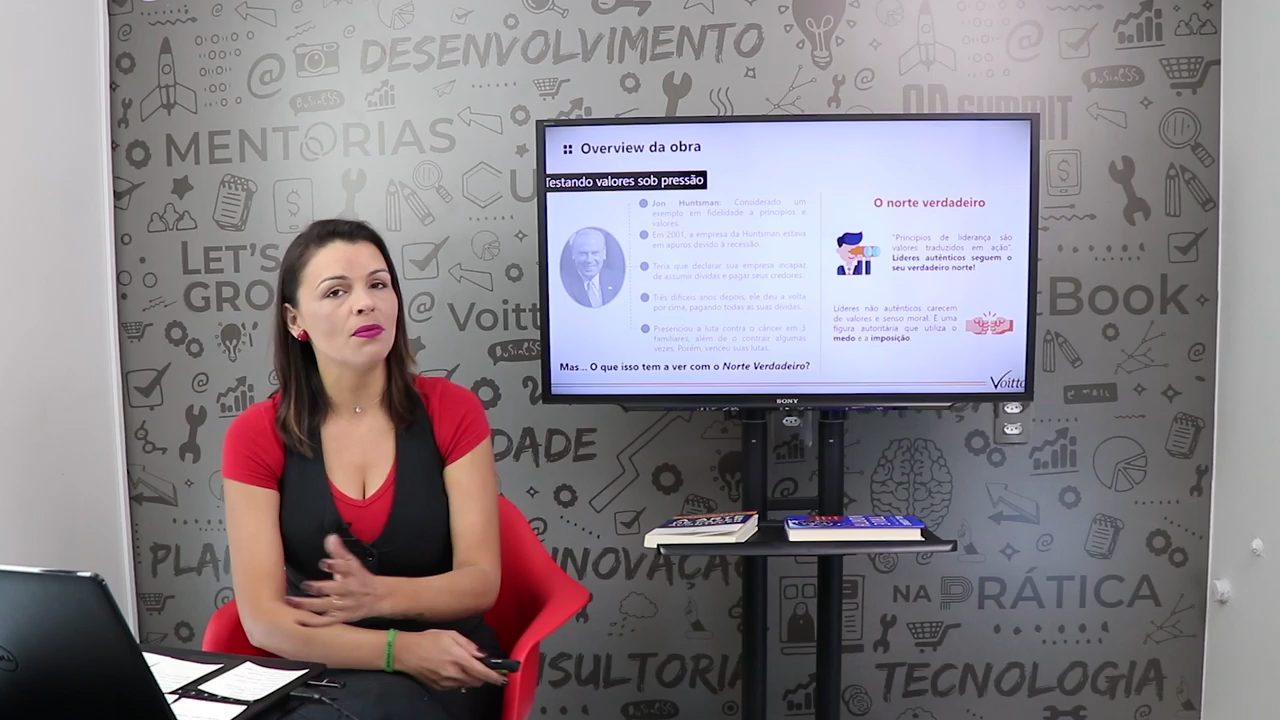 DESENVOLVIMENTO
BUSINESS
BUSINESS
MENTORIAS
LET'S
GRO
Voitt
Book
Overview da obra
Testando valores sob pressão
Jon Huntsman: Considerado um
exemplo em fidelidade a princípios e
valores.
Em 2001, a empresa da Huntsman estava
em apuros devido à recessão.
Teria que declarar sua empresa incapaz
de assumir dívidas e pagar seus credores.
Três difíceis anos depois, ele deu a volta
por cima, pagando todas as suas dívidas.
Presenciou a luta contra o câncer em 3
familiares, além de o contrair algumas
vezes. Porém, venceu suas lutas.
Mas... O que isso tem a ver com o Norte Verdadeiro?
O norte verdadeiro
"Princípios de liderança são
valores traduzidos em ação".
Líderes autênticos seguem o
seu verdadeiro norte!
Líderes não autênticos carecem
de valores e senso moral. É uma
figura autoritária que utiliza o
medo e a imposição.
Voitto
SONY
E MAIL
DADE
PLA
INOVAÇÃ
NA PRÁTICA
NSULTORIA
TECNOLOGIA
BUSINESS
DELL